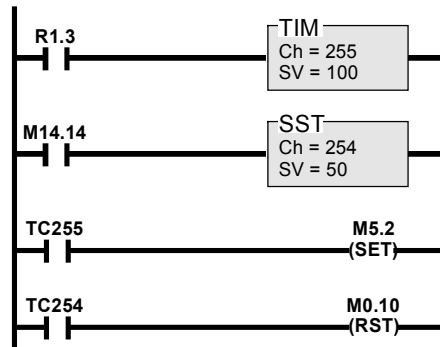 R1.3
TIM
Ch = 255
SV = 100
M14.14
SST
Ch = 254
SV = 50
TC255
M5.2
(SET)
TC254
M0.10
(RST)